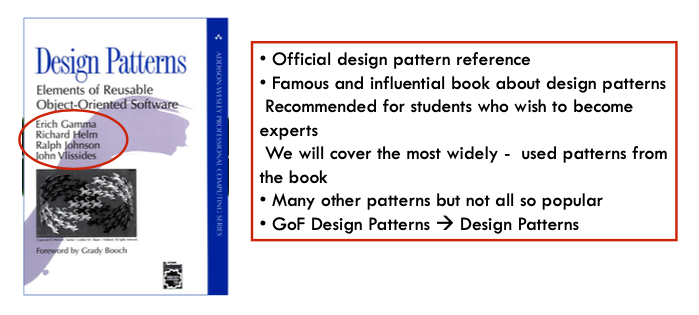 Design Patterns
Elements of Reusable
Object-Oriented Software
Erich Gamma
Richard Helm
Ralph Johnson
John Vlissides
Foreword by Grady Booch
ADDISON-WESLEY PROFESSIONAL COMPUTING SERIES
• Official design pattern reference
• Famous and influential book about design patterns
Recommended for students who wish to become
experts
We will cover the most widely - used patterns from
the book
• Many other patterns but not all so popular
• GoF Design Patterns → Design Patterns